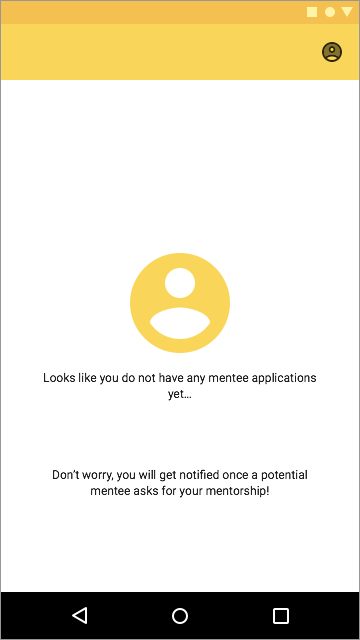 Looks like you do not have any mentee applications
yet...
Don’t worry, you will get notified once a potential
mentee asks for your mentorship!